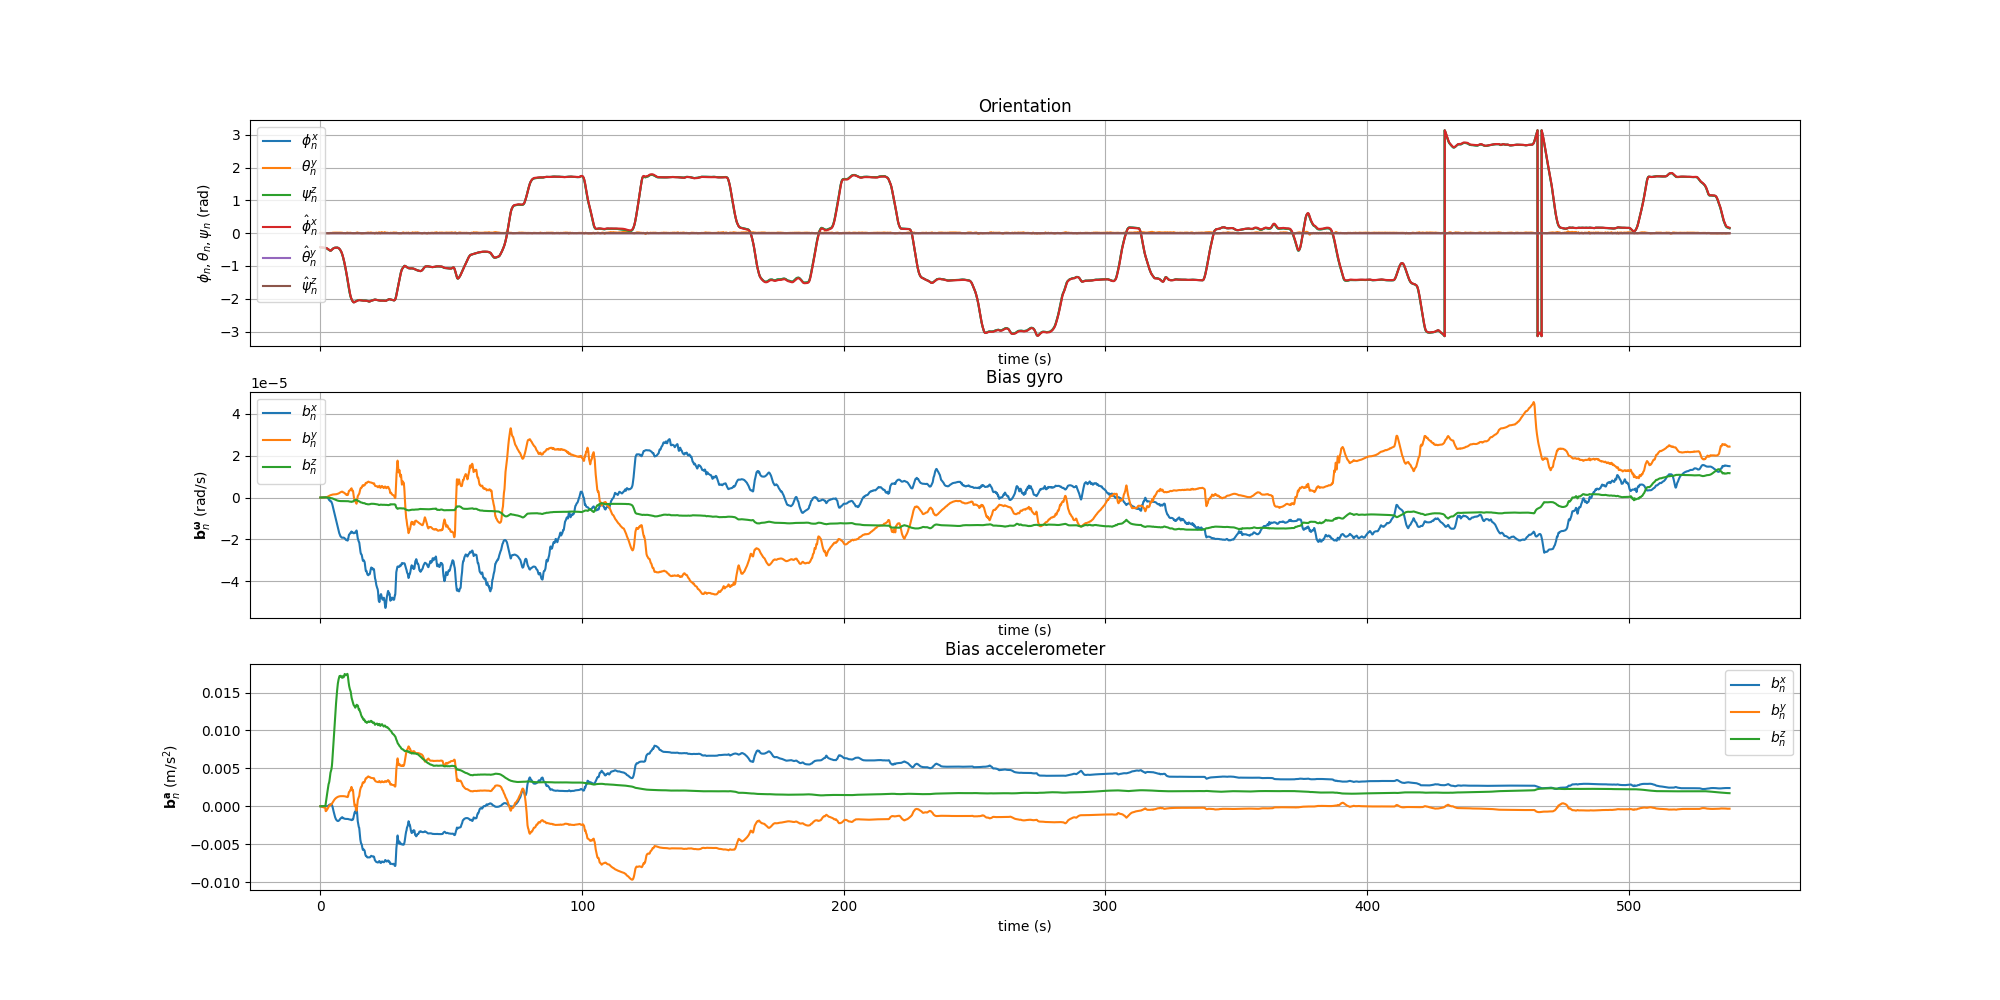 Orientation
ϕₙ, θₙ, ψₙ (rad)
3
2
1
0
−1
−2
−3
ϕₙˣ
θₙʸ
ψₙᶻ
ϕ̂ₙˣ
θ̂ₙʸ
ψ̂ₙᶻ
time (s)
Bias gyro
1e−5
bₙ^ω (rad/s)
4
2
0
−2
−4
bₙˣ
bₙʸ
bₙᶻ
time (s)
Bias accelerometer
bₙᵃ (m/s²)
0.015
0.010
0.005
0.000
−0.005
−0.010
bₙˣ
bₙʸ
bₙᶻ
0 100 200 300 400 500
time (s)